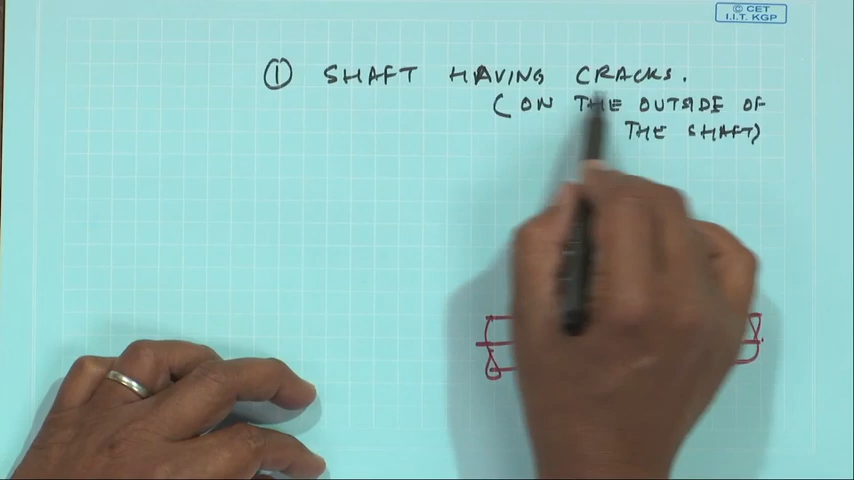 © CET
I.I.T. KGP
① SHAFT HAVING CRACKS.
(ON THE OUTSIDE OF
THE SHAFT)